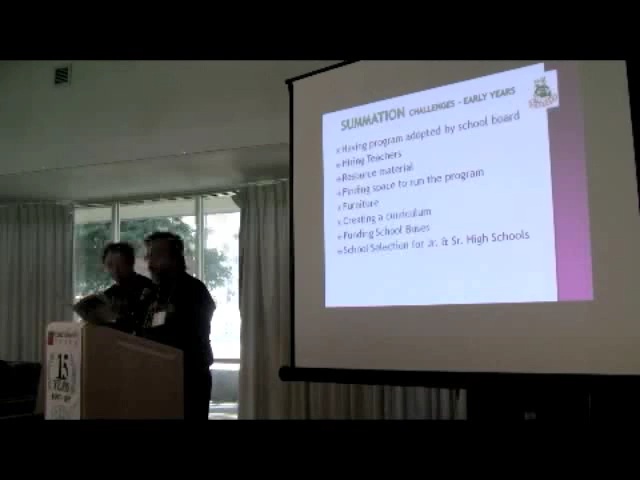 SUMMATION CHALLENGES - EARLY YEARS
Having program adopted by school board
Hiring Teachers
Resource material
Finding space to run the program
Furniture
Creating a curriculum
Funding School Buses
School Selection for Jr. & Sr. High Schools
15